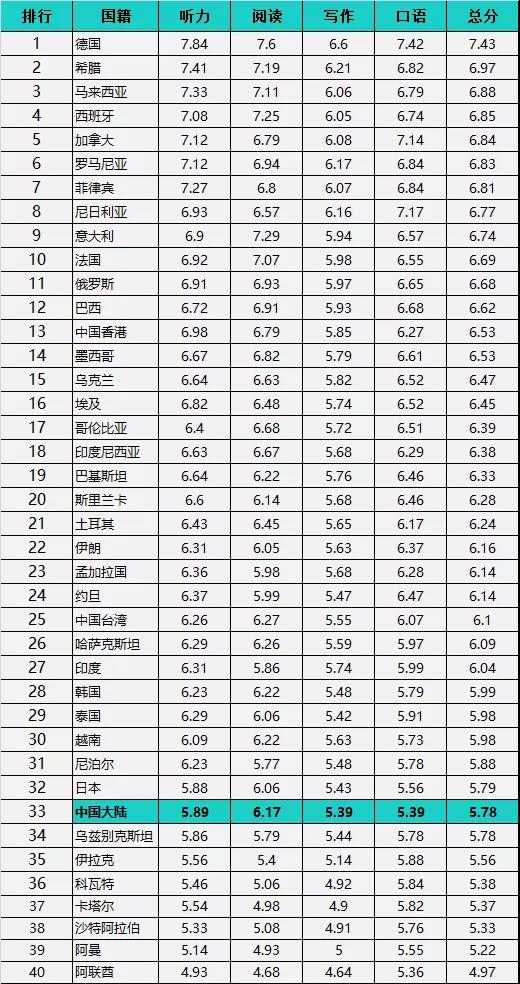 排行 国籍 听力 阅读 写作 口语 总分
1 德国 7.84 7.6 6.6 7.42 7.43
2 希腊 7.41 7.19 6.21 6.82 6.97
3 马来西亚 7.33 7.11 6.06 6.79 6.88
4 西班牙 7.08 7.25 6.05 6.74 6.85
5 加拿大 7.12 6.79 6.08 7.14 6.84
6 罗马尼亚 7.12 6.94 6.17 6.84 6.83
7 菲律宾 7.27 6.8 6.07 6.84 6.81
8 尼日利亚 6.93 6.57 6.16 7.17 6.77
9 意大利 6.9 7.29 5.94 6.57 6.74
10 法国 6.92 7.07 5.98 6.55 6.69
11 俄罗斯 6.91 6.93 5.97 6.65 6.68
12 巴西 6.72 6.91 5.93 6.68 6.62
13 中国香港 6.98 6.79 5.85 6.27 6.53
14 墨西哥 6.67 6.82 5.79 6.61 6.53
15 乌克兰 6.64 6.63 5.82 6.52 6.47
16 埃及 6.82 6.48 5.74 6.52 6.45
17 哥伦比亚 6.4 6.68 5.72 6.51 6.39
18 印度尼西亚 6.63 6.67 5.68 6.29 6.38
19 巴基斯坦 6.64 6.22 5.76 6.46 6.33
20 斯里兰卡 6.6 6.14 5.68 6.46 6.28
21 土耳其 6.43 6.45 5.65 6.17 6.24
22 伊朗 6.31 6.05 5.63 6.37 6.16
23 孟加拉国 6.36 5.98 5.68 6.28 6.14
24 约旦 6.37 5.99 5.47 6.47 6.14
25 中国台湾 6.26 6.27 5.55 6.07 6.1
26 哈萨克斯坦 6.29 6.26 5.59 5.97 6.09
27 印度 6.31 5.86 5.74 5.99 6.04
28 韩国 6.23 6.22 5.48 5.79 5.99
29 泰国 6.29 6.06 5.42 5.91 5.98
30 越南 6.09 6.22 5.63 5.73 5.98
31 尼泊尔 6.23 5.77 5.48 5.78 5.88
32 日本 5.88 6.06 5.43 5.56 5.79
33 中国大陆 5.89 6.17 5.39 5.39 5.78
34 乌兹别克斯坦 5.86 5.79 5.44 5.78 5.78
35 伊拉克 5.56 5.4 5.14 5.88 5.56
36 科瓦特 5.46 5.06 4.92 5.84 5.38
37 卡塔尔 5.54 4.98 4.9 5.82 5.37
38 沙特阿拉伯 5.33 5.08 4.91 5.76 5.33
39 阿曼 5.14 4.93 5 5.55 5.22
40 阿联酋 4.93 4.68 4.64 5.36 4.97